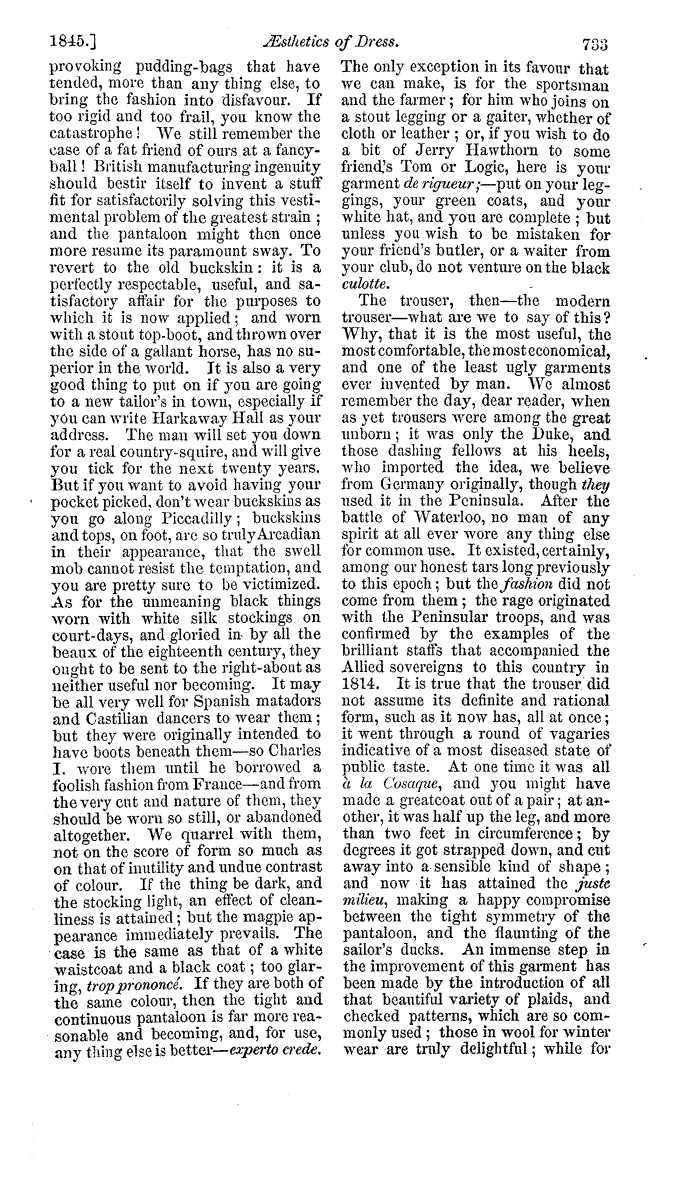 1845.] Æsthetics of Dress. 733
provoking pudding-bags that have
tended, more than any thing else, to
bring the fashion into disfavour. If
too rigid and too frail, you know the
catastrophe! We still remember the
case of a fat friend of ours at a fancy-
ball! British manufacturing ingenuity
should bestir itself to invent a stuff
fit for satisfactorily solving this vesti-
mental problem of the greatest strain;
and the pantaloon might then once
more resume its paramount sway. To
revert to the old buckskin: it is a
perfectly respectable, useful, and sa-
tisfactory affair for the purposes to
which it is now applied; and worn
with a stout top-boot, and thrown over
the side of a gallant horse, has no su-
perior in the world. It is also a very
good thing to put on if you are going
to a new tailor's in town, especially if
you can write Harkaway Hall as your
address. The man will set you down
for a real country-squire, and will give
you tick for the next twenty years.
But if you want to avoid having your
pocket picked, don't wear buckskins as
you go along Piccadilly; buckskins
and tops, on foot, are so truly Arcadian
in their appearance, that the swell
mob cannot resist the temptation, and
you are pretty sure to be victimized.
As for the unmeaning black things
worn with white silk stockings on
court-days, and gloried in by all the
beaux of the eighteenth century, they
ought to be sent to the right-about as
neither useful nor becoming. It may
be all very well for Spanish matadors
and Castilian dancers to wear them;
but they were originally intended to
have boots beneath them—so Charles
I. wore them until he borrowed a
foolish fashion from France—and from
the very cut and nature of them, they
should be worn so still, or abandoned
altogether. We quarrel with them,
not on the score of form so much as
on that of inutility and undue contrast
of colour. If the thing be dark, and
the stocking light, an effect of clean-
liness is attained; but the magpie ap-
pearance immediately prevails. The
case is the same as that of a white
waistcoat and a black coat; too glar-
ing, trop prononcé. If they are both of
the same colour, then the tight and
continuous pantaloon is far more rea-
sonable and becoming, and, for use,
any thing else is better—experto crede.
The only exception in its favour that
we can make, is for the sportsman
and the farmer; for him who joins on
a stout legging or a gaiter, whether of
cloth or leather; or, if you wish to do
a bit of Jerry Hawthorn to some
friend's Tom or Logic, here is your
garment de rigueur;—put on your leg-
gings, your green coats, and your
white hat, and you are complete; but
unless you wish to be mistaken for
your friend's butler, or a waiter from
your club, do not venture on the black
culotte.
The trouser, then—the modern
trouser—what are we to say of this?
Why, that it is the most useful, the
most comfortable, the most economical,
and one of the least ugly garments
ever invented by man. We almost
remember the day, dear reader, when
as yet trousers were among the great
unborn; it was only the Duke, and
those dashing fellows at his heels,
who imported the idea, we believe
from Germany originally, though they
used it in the Peninsula. After the
battle of Waterloo, no man of any
spirit at all ever wore any thing else
for common use. It existed, certainly,
among our honest tars long previously
to this epoch; but the fashion did not
come from them; the rage originated
with the Peninsular troops, and was
confirmed by the examples of the
brilliant staffs that accompanied the
Allied sovereigns to this country in
1814. It is true that the trouser did
not assume its definite and rational
form, such as it now has, all at once;
it went through a round of vagaries
indicative of a most diseased state of
public taste. At one time it was all
à la Cosaque, and you might have
made a greatcoat out of a pair; at an-
other, it was half up the leg, and more
than two feet in circumference; by
degrees it got strapped down, and cut
away into a sensible kind of shape;
and now it has attained the juste
milieu, making a happy compromise
between the tight symmetry of the
pantaloon, and the flaunting of the
sailor's ducks. An immense step in
the improvement of this garment has
been made by the introduction of all
that beautiful variety of plaids, and
checked patterns, which are so com-
monly used; those in wool for winter
wear are truly delightful; while for